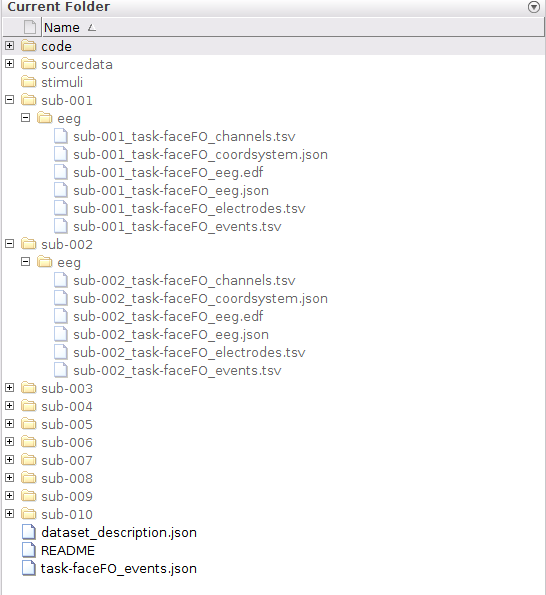 Current Folder
Name
code
sourcedata
stimuli
sub-001
eeg
sub-001_task-faceFO_channels.tsv
sub-001_task-faceFO_coordsystem.json
sub-001_task-faceFO_eeg.edf
sub-001_task-faceFO_eeg.json
sub-001_task-faceFO_electrodes.tsv
sub-001_task-faceFO_events.tsv
sub-002
eeg
sub-002_task-faceFO_channels.tsv
sub-002_task-faceFO_coordsystem.json
sub-002_task-faceFO_eeg.edf
sub-002_task-faceFO_eeg.json
sub-002_task-faceFO_electrodes.tsv
sub-002_task-faceFO_events.tsv
sub-003
sub-004
sub-005
sub-006
sub-007
sub-008
sub-009
sub-010
dataset_description.json
README
task-faceFO_events.json